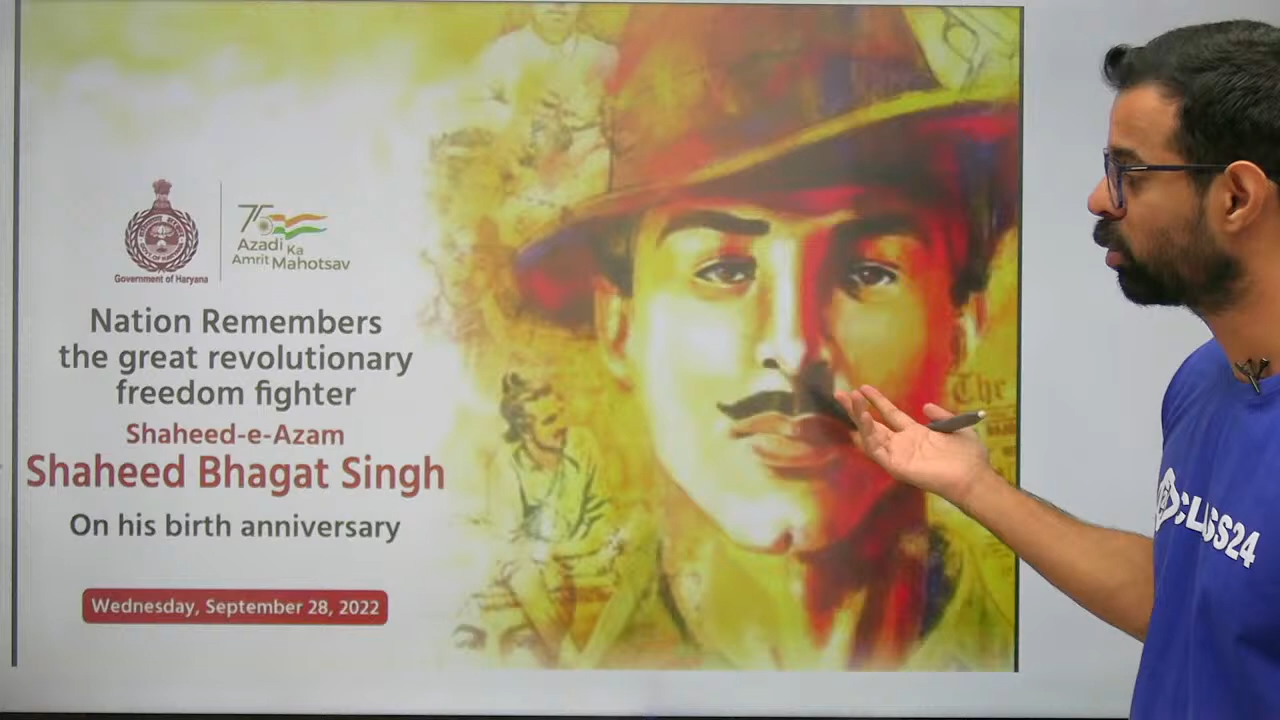 75
Azadi
Ka
Amrit Mahotsav
Government of Haryana
Nation Remembers
the great revolutionary
freedom fighter
Shaheed-e-Azam
Shaheed Bhagat Singh
On his birth anniversary
Wednesday, September 28, 2022
The
CLASS24